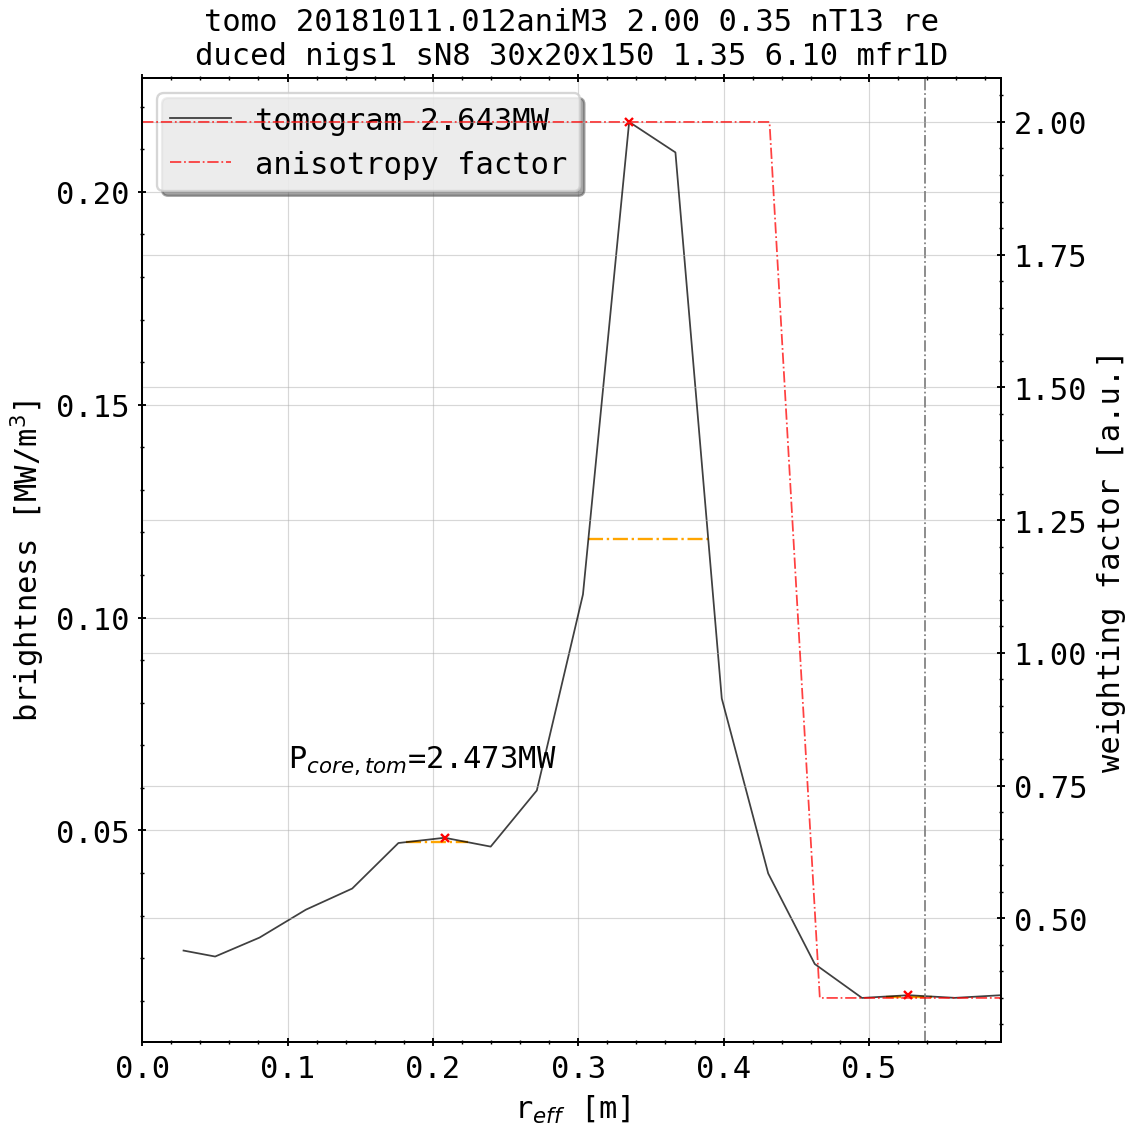 tomo 20181011.012aniM3 2.00 0.35 nT13 re
duced nigs1 sN8 30x20x150 1.35 6.10 mfr1D
tomogram 2.643MW
anisotropy factor
0.20
0.15
0.10
0.05
brightness [MW/m³]
P_core,tom=2.473MW
2.00
1.75
1.50
1.25
1.00
0.75
0.50
weighting factor [a.u.]
0.0 0.1 0.2 0.3 0.4 0.5
r_eff [m]